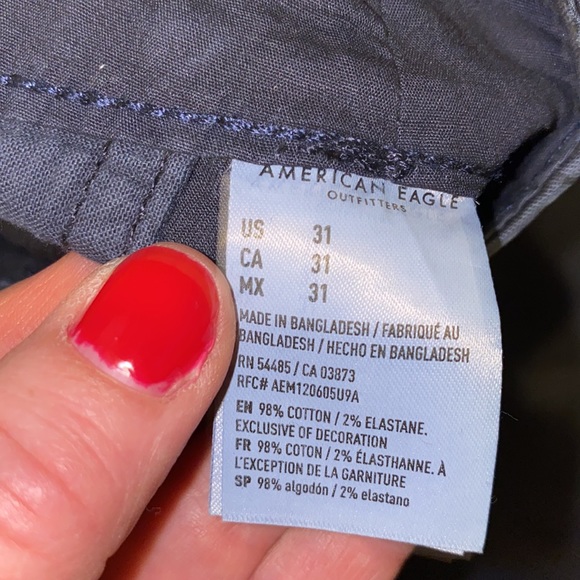 AMERICAN EAGLE
OUTFITTERS
US 31
CA 31
MX 31
MADE IN BANGLADESH / FABRIQUÉ AU
BANGLADESH / HECHO EN BANGLADESH
RN 54485 / CA 03873
RFC# AEM120605U9A
EN 98% COTTON / 2% ELASTANE.
EXCLUSIVE OF DECORATION
FR 98% COTON / 2% ÉLASTHANNE. À
L'EXCEPTION DE LA GARNITURE
SP 98% algodón / 2% elastano